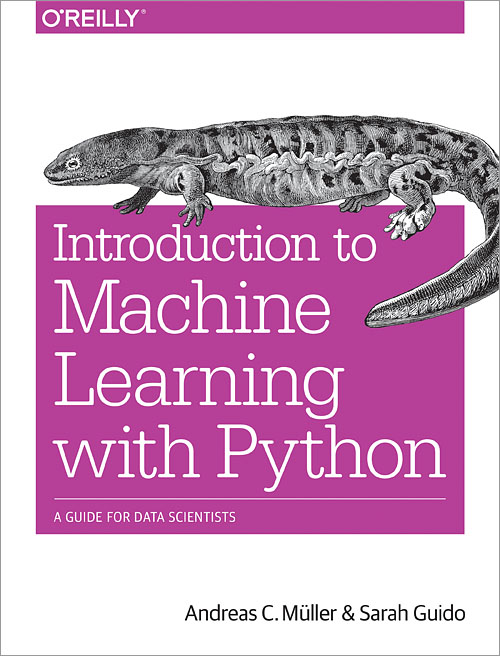 O'REILLY®
Introduction to
Machine
Learning
with Python
A GUIDE FOR DATA SCIENTISTS
Andreas C. Müller & Sarah Guido